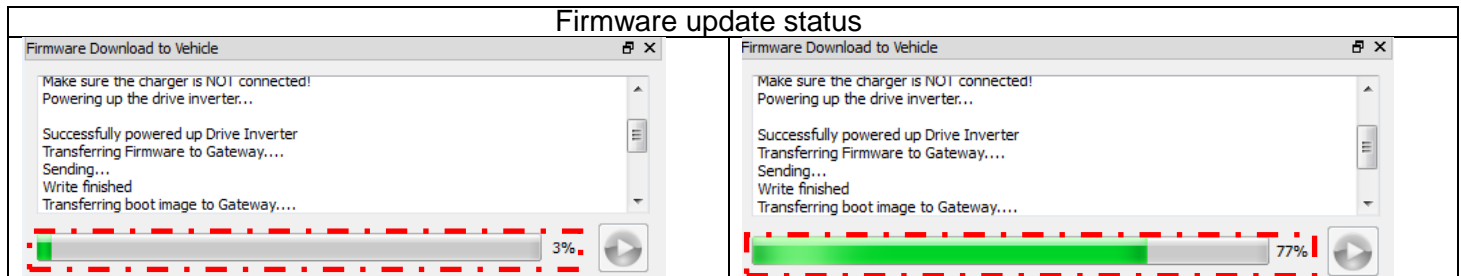 Firmware update status
Firmware Download to Vehicle
Make sure the charger is NOT connected!
Powering up the drive inverter...
Successfully powered up Drive Inverter
Transferring Firmware to Gateway....
Sending...
Write finished
Transferring boot image to Gateway....
3%
Firmware Download to Vehicle
Make sure the charger is NOT connected!
Powering up the drive inverter...
Successfully powered up Drive Inverter
Transferring Firmware to Gateway....
Sending...
Write finished
Transferring boot image to Gateway....
77%